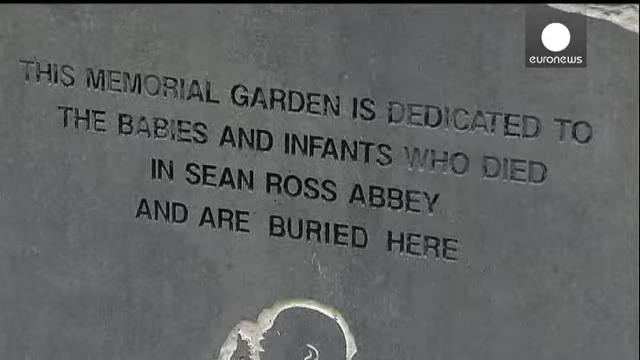 euronews
THIS MEMORIAL GARDEN IS DEDICATED TO
THE BABIES AND INFANTS WHO DIED
IN SEAN ROSS ABBEY
AND ARE BURIED HERE